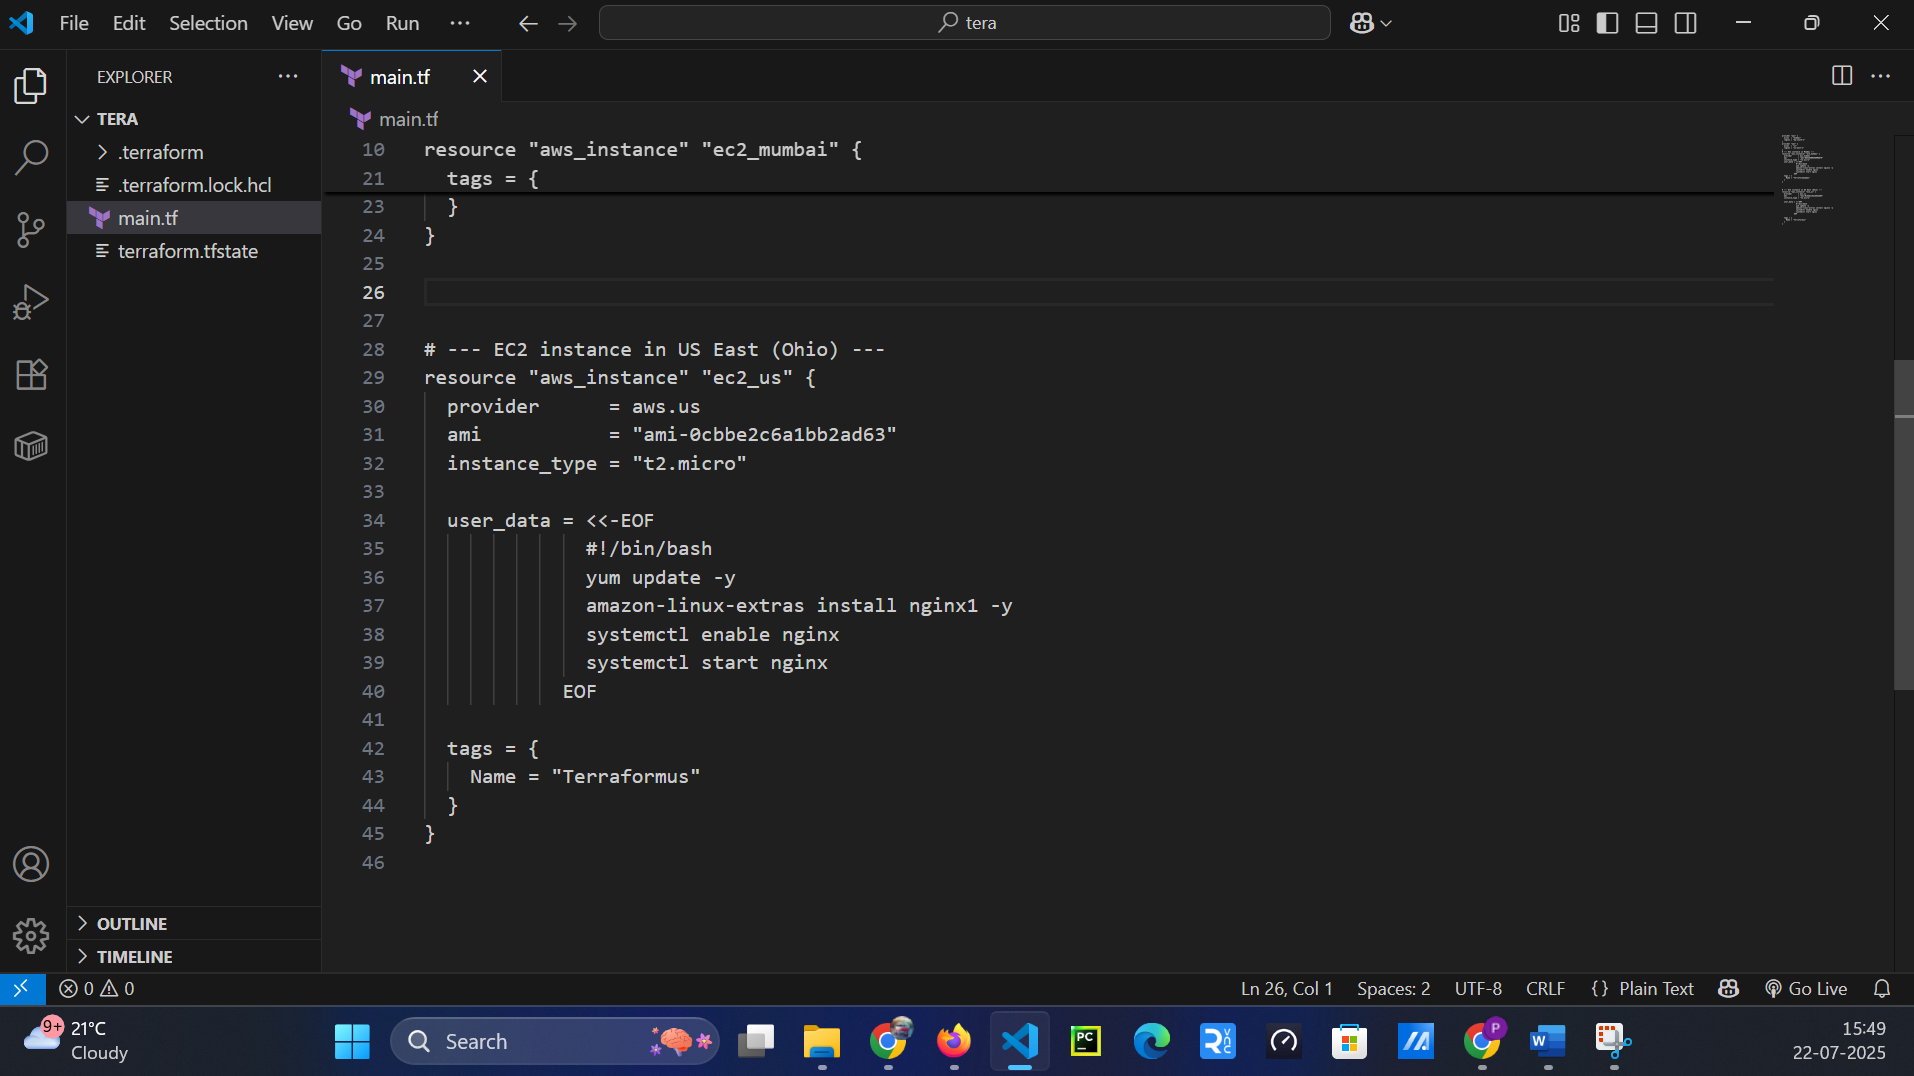 File Edit Selection View Go Run ···
tera
EXPLORER ···
TERA
.terraform
.terraform.lock.hcl
main.tf
terraform.tfstate
OUTLINE
TIMELINE
main.tf
main.tf
10 resource "aws_instance" "ec2_mumbai" {
21 tags = {
23 }
24 }
25
26
27
28 # --- EC2 instance in US East (Ohio) ---
29 resource "aws_instance" "ec2_us" {
30 provider = aws.us
31 ami = "ami-0cbbe2c6a1bb2ad63"
32 instance_type = "t2.micro"
33
34 user_data = <<-EOF
35 #!/bin/bash
36 yum update -y
37 amazon-linux-extras install nginx1 -y
38 systemctl enable nginx
39 systemctl start nginx
40 EOF
41
42 tags = {
43 Name = "Terraformus"
44 }
45 }
46
0 0 Ln 26, Col 1 Spaces: 2 UTF-8 CRLF {} Plain Text Go Live
9+ 21°C
Cloudy
Search
PC
P
W
15:49
22-07-2025